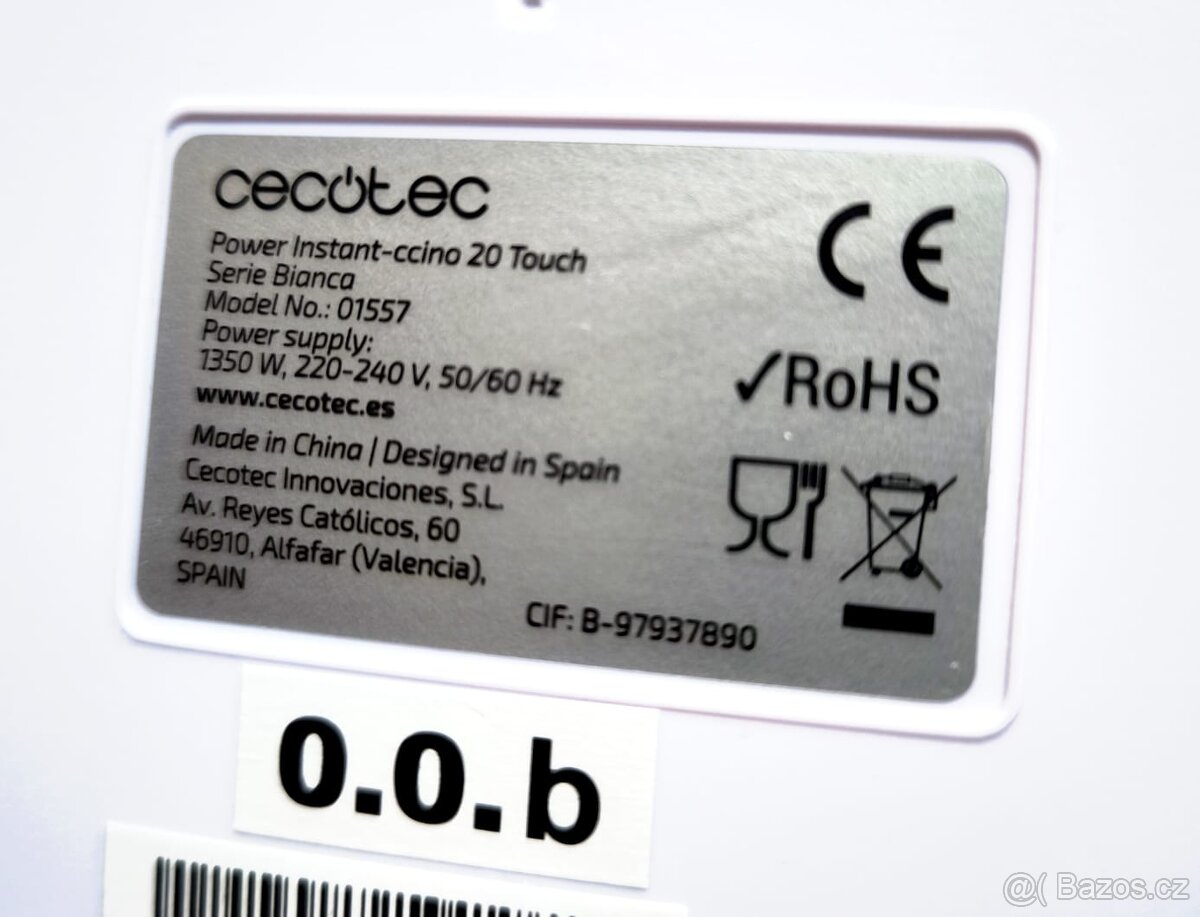 cecotec
Power Instant-ccino 20 Touch
Serie Bianca
Model No.: 01557
Power supply:
1350 W, 220-240 V, 50/60 Hz
www.cecotec.es
Made in China | Designed in Spain
Cecotec Innovaciones, S.L.
Av. Reyes Católicos, 60
46910, Alfafar (Valencia),
SPAIN
CIF: B-97937890
CE
✓RoHS
0.0.b
@( Bazos.cz